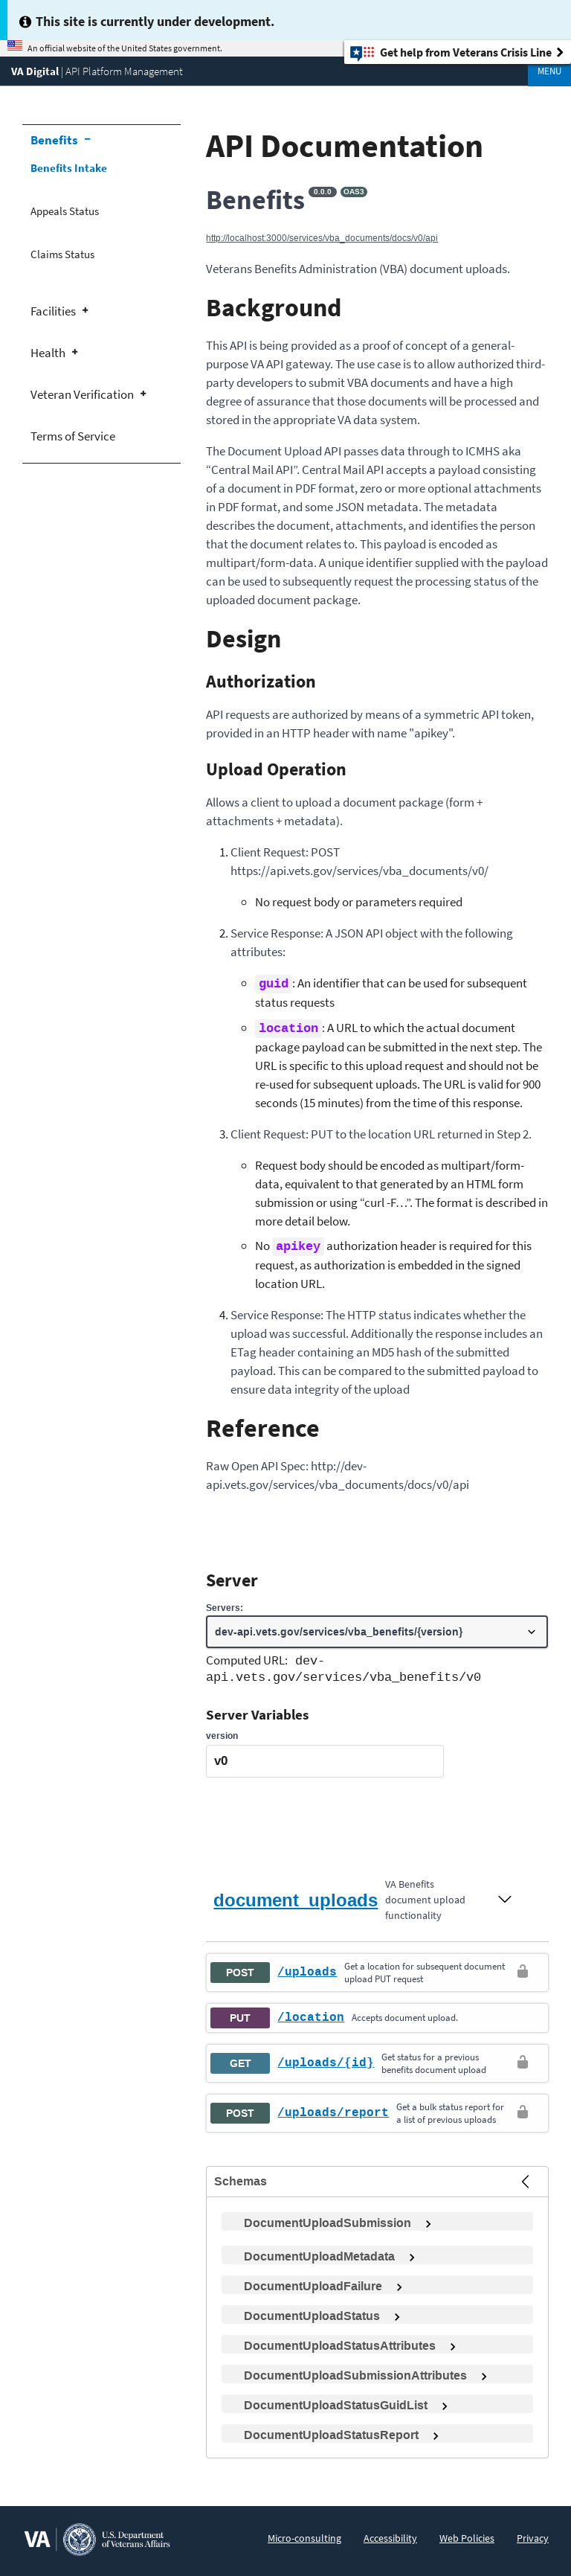 This site is currently under development.
An official website of the United States government.
Get help from Veterans Crisis Line
VA Digital | API Platform Management
MENU
Benefits −
Benefits Intake
Appeals Status
Claims Status
Facilities +
Health +
Veteran Verification +
Terms of Service
API Documentation
Benefits 0.0.0 OAS3
http://localhost:3000/services/vba_documents/docs/v0/api
Veterans Benefits Administration (VBA) document uploads.
Background
This API is being provided as a proof of concept of a general-
purpose VA API gateway. The use case is to allow authorized third-
party developers to submit VBA documents and have a high
degree of assurance that those documents will be processed and
stored in the appropriate VA data system.
The Document Upload API passes data through to ICMHS aka
“Central Mail API”. Central Mail API accepts a payload consisting
of a document in PDF format, zero or more optional attachments
in PDF format, and some JSON metadata. The metadata
describes the document, attachments, and identifies the person
that the document relates to. This payload is encoded as
multipart/form-data. A unique identifier supplied with the payload
can be used to subsequently request the processing status of the
uploaded document package.
Design
Authorization
API requests are authorized by means of a symmetric API token,
provided in an HTTP header with name "apikey".
Upload Operation
Allows a client to upload a document package (form +
attachments + metadata).
1. Client Request: POST
https://api.vets.gov/services/vba_documents/v0/
No request body or parameters required
2. Service Response: A JSON API object with the following
attributes:
guid : An identifier that can be used for subsequent
status requests
location : A URL to which the actual document
package payload can be submitted in the next step. The
URL is specific to this upload request and should not be
re-used for subsequent uploads. The URL is valid for 900
seconds (15 minutes) from the time of this response.
3. Client Request: PUT to the location URL returned in Step 2.
Request body should be encoded as multipart/form-
data, equivalent to that generated by an HTML form
submission or using “curl -F…”. The format is described in
more detail below.
No apikey authorization header is required for this
request, as authorization is embedded in the signed
location URL.
4. Service Response: The HTTP status indicates whether the
upload was successful. Additionally the response includes an
ETag header containing an MD5 hash of the submitted
payload. This can be compared to the submitted payload to
ensure data integrity of the upload
Reference
Raw Open API Spec: http://dev-
api.vets.gov/services/vba_documents/docs/v0/api
Server
Servers:
dev-api.vets.gov/services/vba_benefits/{version}
Computed URL: dev-
api.vets.gov/services/vba_benefits/v0
Server Variables
version
v0
document_uploads
VA Benefits
document upload
functionality
POST /uploads Get a location for subsequent document
upload PUT request
PUT /location Accepts document upload.
GET /uploads/{id} Get status for a previous
benefits document upload
POST /uploads/report Get a bulk status report for
a list of previous uploads
Schemas
DocumentUploadSubmission
DocumentUploadMetadata
DocumentUploadFailure
DocumentUploadStatus
DocumentUploadStatusAttributes
DocumentUploadSubmissionAttributes
DocumentUploadStatusGuidList
DocumentUploadStatusReport
VA
U.S. Department
of Veterans Affairs
Micro-consulting Accessibility Web Policies Privacy